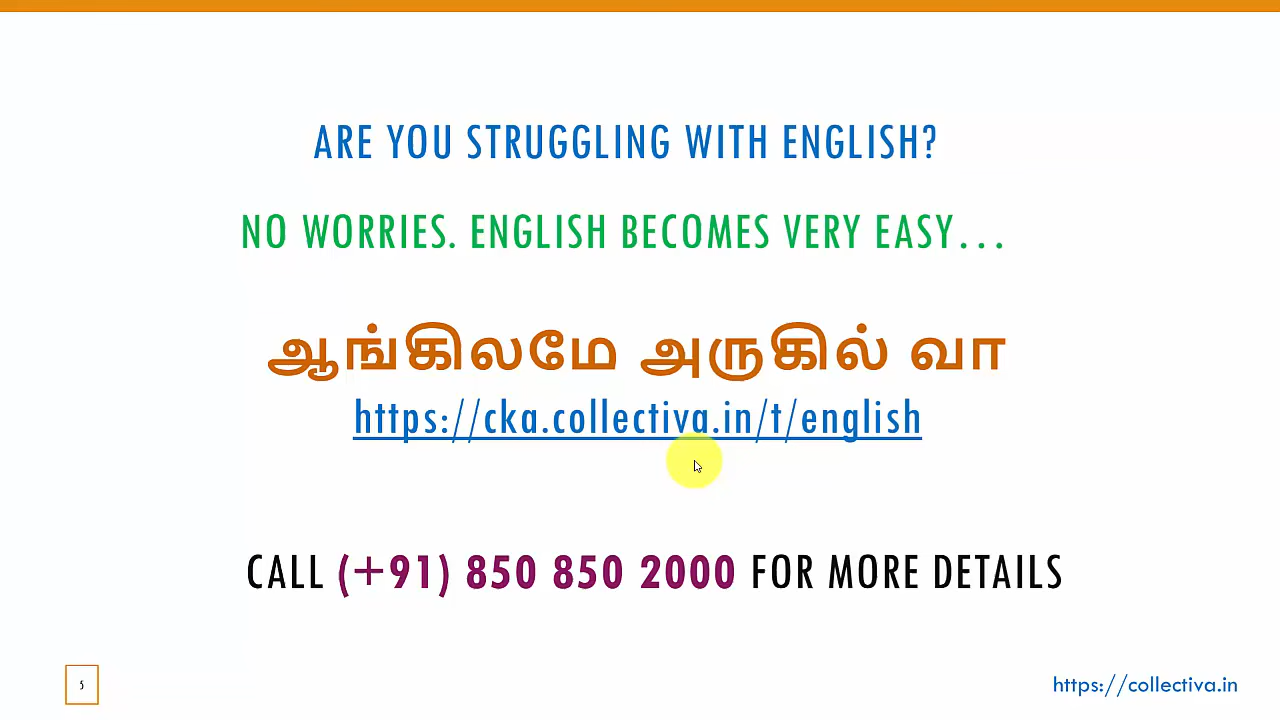 ARE YOU STRUGGLING WITH ENGLISH?
NO WORRIES. ENGLISH BECOMES VERY EASY...
ஆங்கிலமே அருகில் வா
https://cka.collectiva.in/t/english
CALL (+91) 850 850 2000 FOR MORE DETAILS
5
https://collectiva.in